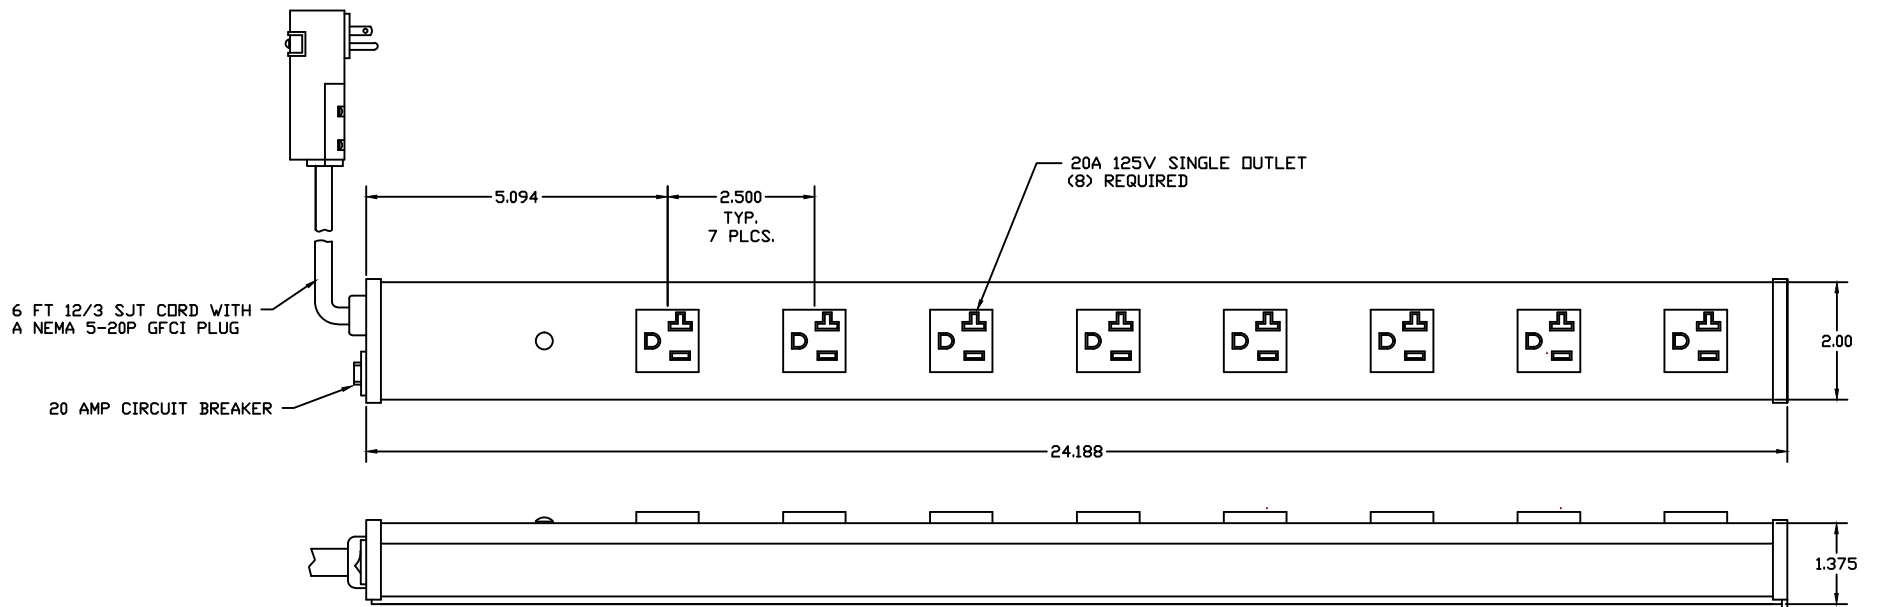 20A 125V SINGLE OUTLET
(8) REQUIRED
5.094
2.500
TYP.
7 PLCS.
6 FT 12/3 SJT CORD WITH
A NEMA 5-20P GFCI PLUG
2.00
20 AMP CIRCUIT BREAKER
24.188
1.375